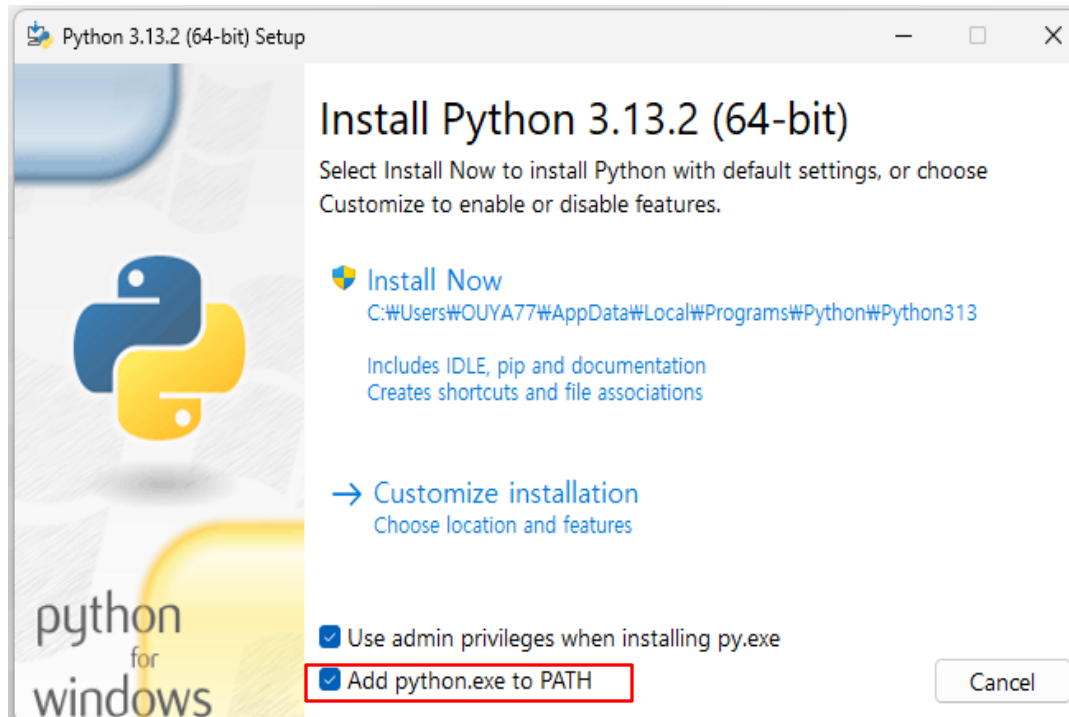 Python 3.13.2 (64-bit) Setup
Install Python 3.13.2 (64-bit)
Select Install Now to install Python with default settings, or choose
Customize to enable or disable features.
Install Now
C:₩Users₩OUYA77₩AppData₩Local₩Programs₩Python₩Python313
Includes IDLE, pip and documentation
Creates shortcuts and file associations
Customize installation
Choose location and features
python
for
windows
Use admin privileges when installing py.exe
Add python.exe to PATH
Cancel